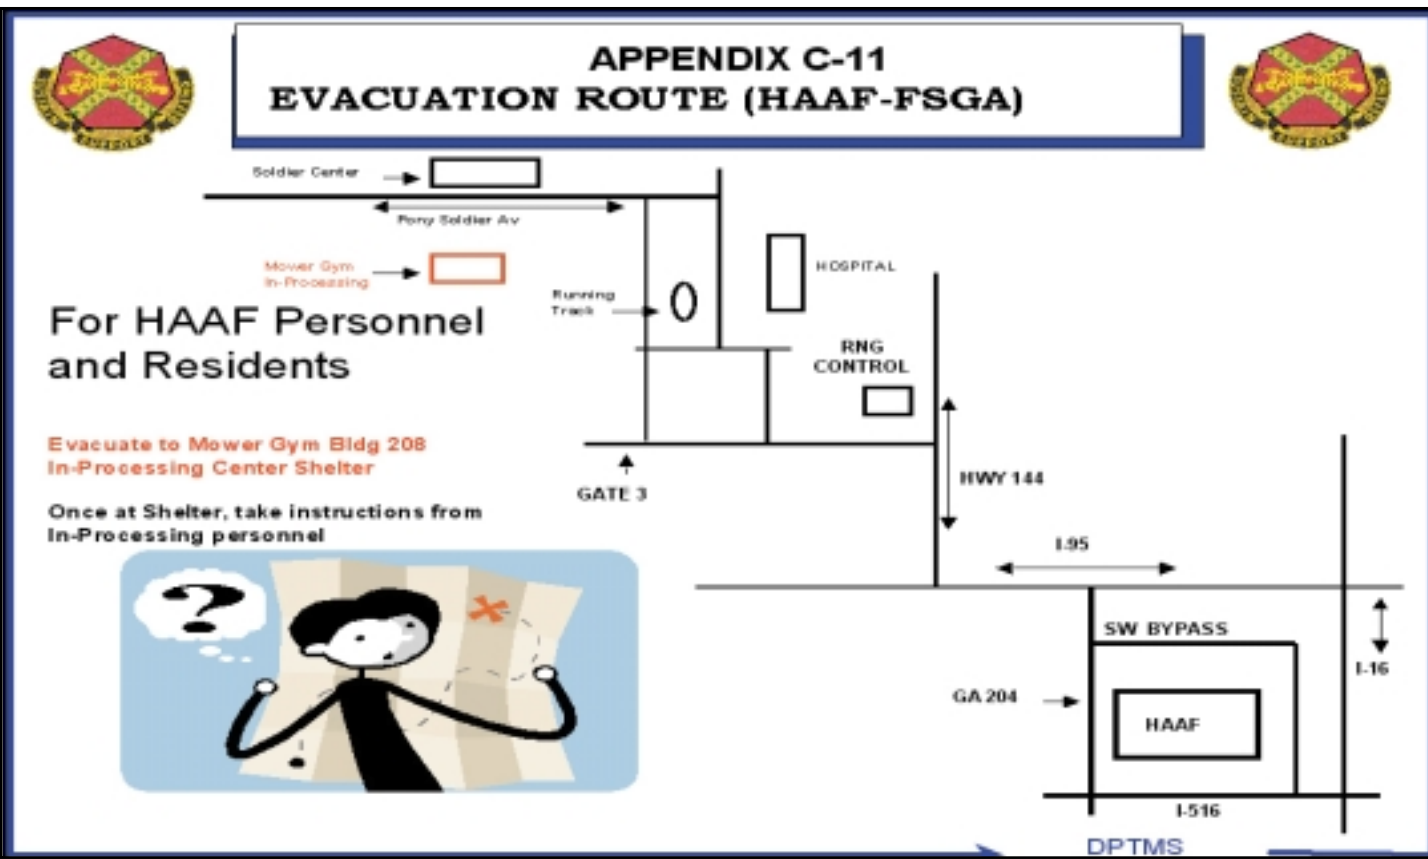 APPENDIX C-11
EVACUATION ROUTE (HAAF-FSGA)
Soldier Center
Pony Soldier Av
Mower Gym
In-Processing
HOSPITAL
Running
Track
For HAAF Personnel
and Residents
RNG
CONTROL
Evacuate to Mower Gym Bldg 208
In-Processing Center Shelter
GATE 3
HWY 144
Once at Shelter, take instructions from
In-Processing personnel
I-95
?
SW BYPASS
I-16
GA 204
HAAF
I-516
DPTMS